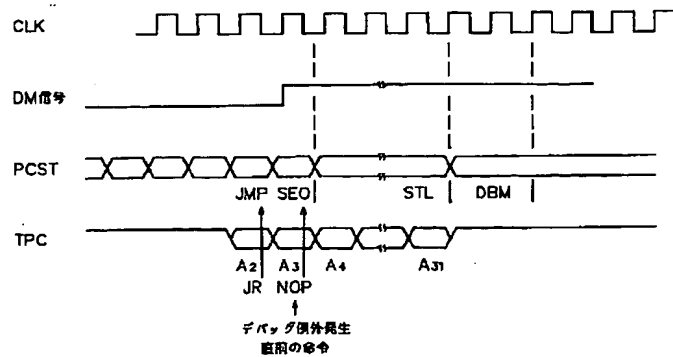 CLK
DM信号
PCST
JMP SEQ STL DBM
TPC
A2 A3 A4 A31
JR NOP
デバッグ例外発生
直前の命令